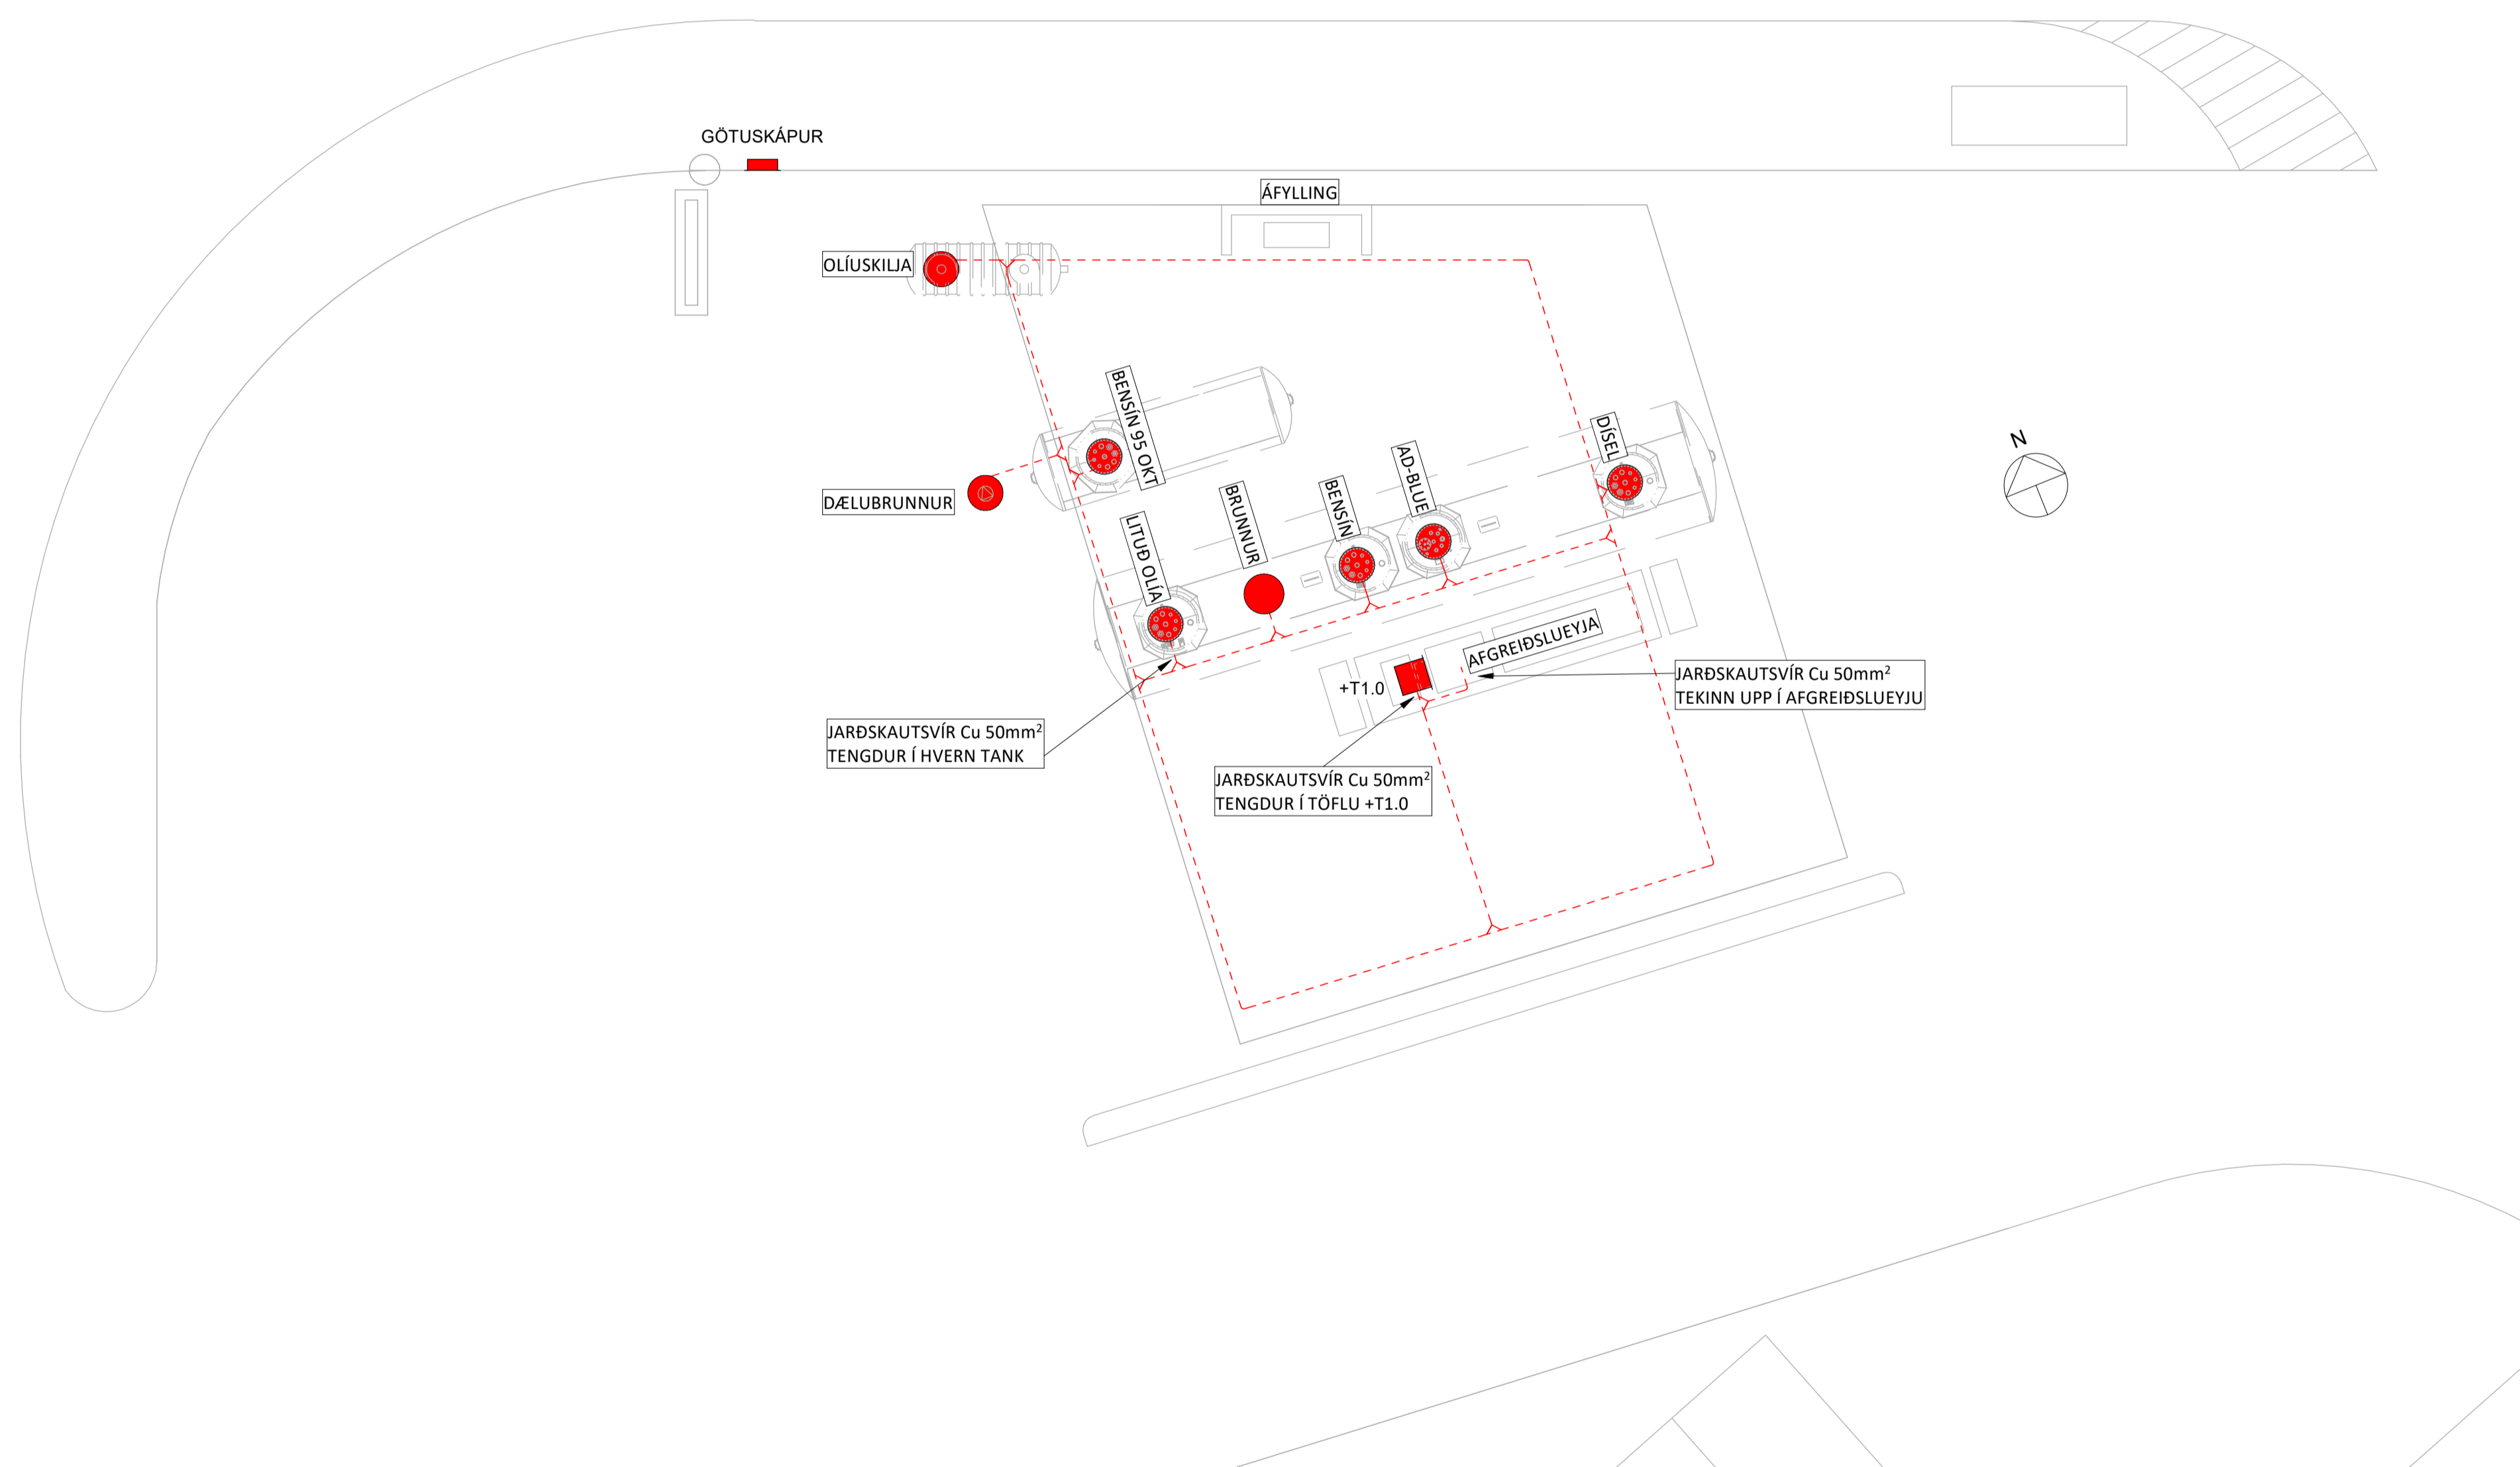 GÖTUSKÁPUR
ÁFYLLING
OLÍUSKILJA
BENSÍN 95 OKT
DÍSEL
AD-BLUE
N
BENSÍN
BRUNNUR
DÆLUBRUNNUR
LITUÐ OLÍA
AFGREIÐSLUEYJA
+T1.0
JARÐSKAUTSVÍR Cu 50mm²
TEKINN UPP Í AFGREIÐSLUEYJU
JARÐSKAUTSVÍR Cu 50mm²
TENGDUR Í HVERN TANK
JARÐSKAUTSVÍR Cu 50mm²
TENGDUR Í TÖFLU +T1.0